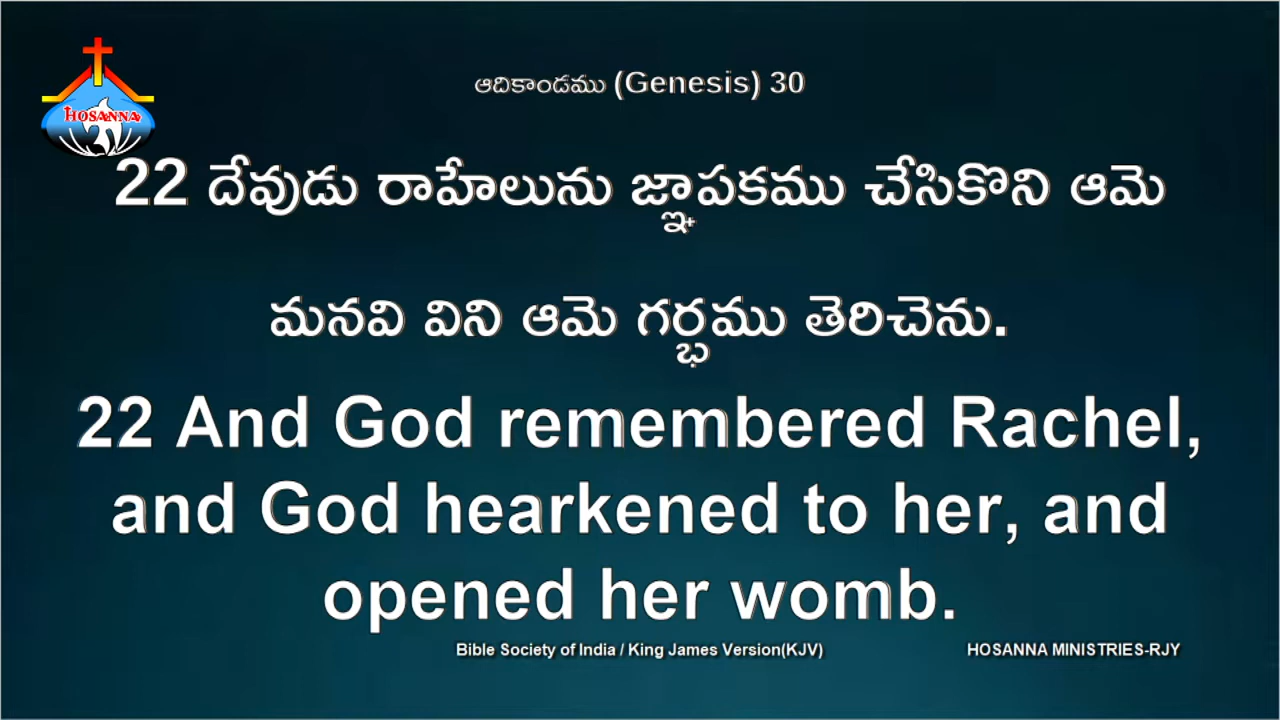 HOSANNA
ఆదికాండము (Genesis) 30
22 దేవుడు రాహేలును జ్ఞాపకము చేసికొని ఆమె
మనవి విని ఆమె గర్భము తెరిచెను.
22 And God remembered Rachel,
and God hearkened to her, and
opened her womb.
Bible Society of India / King James Version(KJV)
HOSANNA MINISTRIES-RJY